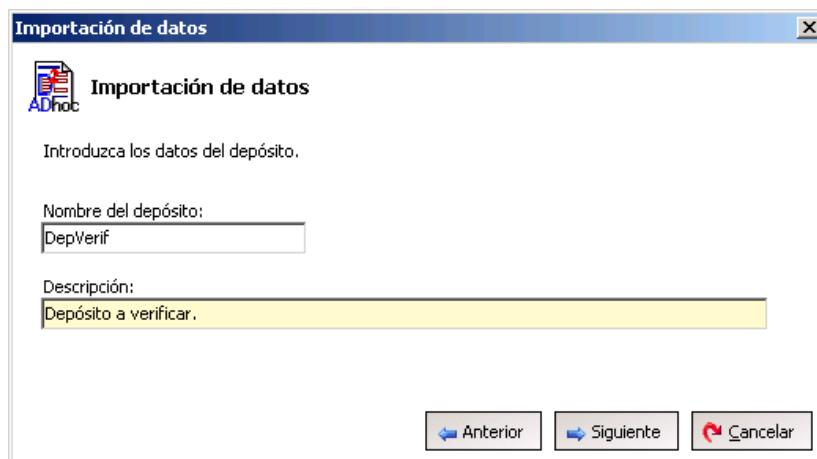 Importación de datos
ADhoc
Importación de datos
Introduzca los datos del depósito.
Nombre del depósito:
DepVerif
Descripción:
Depósito a verificar.
Anterior
Siguiente
Cancelar